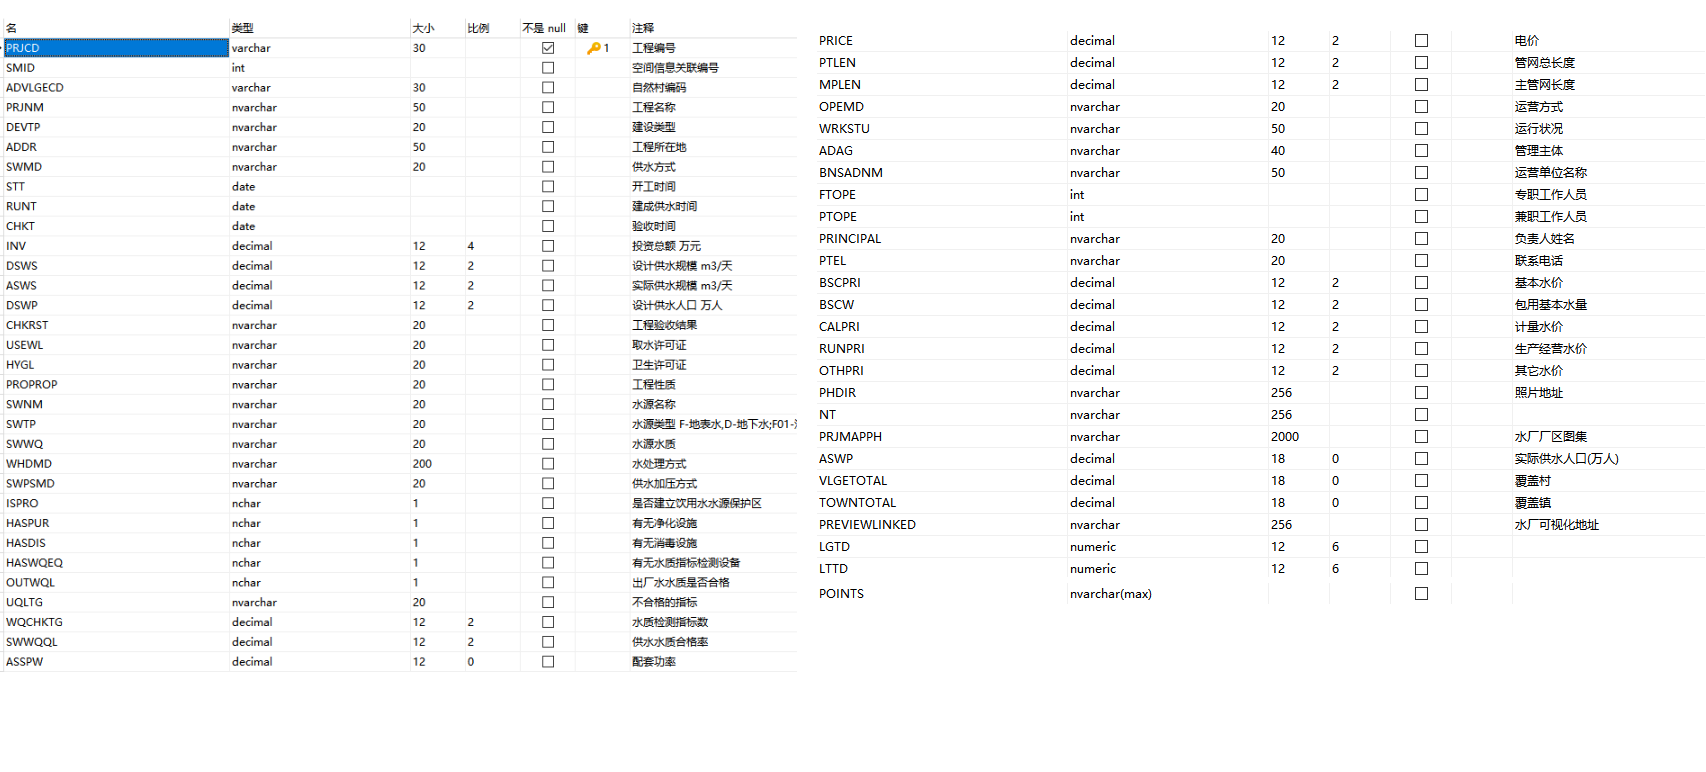 名 类型 大小 比例 不是 null 键 注释
PRJCD varchar 30 1 工程编号
SMID int 空间信息关联编号
ADVLGECD varchar 30 自然村编码
PRJNM nvarchar 50 工程名称
DEVTP nvarchar 20 建设类型
ADDR nvarchar 50 工程所在地
SWMD nvarchar 20 供水方式
STT date 开工时间
RUNT date 建成供水时间
CHKT date 验收时间
INV decimal 12 4 投资总额 万元
DSWS decimal 12 2 设计供水规模 m3/天
ASWS decimal 12 2 实际供水规模 m3/天
DSWP decimal 12 2 设计供水人口 万人
CHKRST nvarchar 20 工程验收结果
USEWL nvarchar 20 取水许可证
HYGL nvarchar 20 卫生许可证
PROPROP nvarchar 20 工程性质
SWNM nvarchar 20 水源名称
SWTP nvarchar 20 水源类型 F-地表水,D-地下水;F01-
SWWQ nvarchar 20 水源水质
WHDMD nvarchar 200 水处理方式
SWPSMD nvarchar 20 供水加压方式
ISPRO nchar 1 是否建立饮用水水源保护区
HASPUR nchar 1 有无净化设施
HASDIS nchar 1 有无消毒设施
HASWQEQ nchar 1 有无水质指标检测设备
OUTWQL nchar 1 出厂水水质是否合格
UQLTG nvarchar 20 不合格的指标
WQCHKTG decimal 12 2 水质检测指标数
SWWQQL decimal 12 2 供水水质合格率
ASSPW decimal 12 0 配套功率
PRICE decimal 12 2 电价
PTLEN decimal 12 2 管网总长度
MPLEN decimal 12 2 主管网长度
OPEMD nvarchar 20 运营方式
WRKSTU nvarchar 50 运行状况
ADAG nvarchar 40 管理主体
BNSADNM nvarchar 50 运营单位名称
FTOPE int 专职工作人员
PTOPE int 兼职工作人员
PRINCIPAL nvarchar 20 负责人姓名
PTEL nvarchar 20 联系电话
BSCPRI decimal 12 2 基本水价
BSCW decimal 12 2 包用基本水量
CALPRI decimal 12 2 计量水价
RUNPRI decimal 12 2 生产经营水价
OTHPRI decimal 12 2 其它水价
PHDIR nvarchar 256 照片地址
NT nvarchar 256
PRJMAPPH nvarchar 2000 水厂厂区图集
ASWP decimal 18 0 实际供水人口(万人)
VLGETOTAL decimal 18 0 覆盖村
TOWNTOTAL decimal 18 0 覆盖镇
PREVIEWLINKED nvarchar 256 水厂可视化地址
LGTD numeric 12 6
LTTD numeric 12 6
POINTS nvarchar(max)